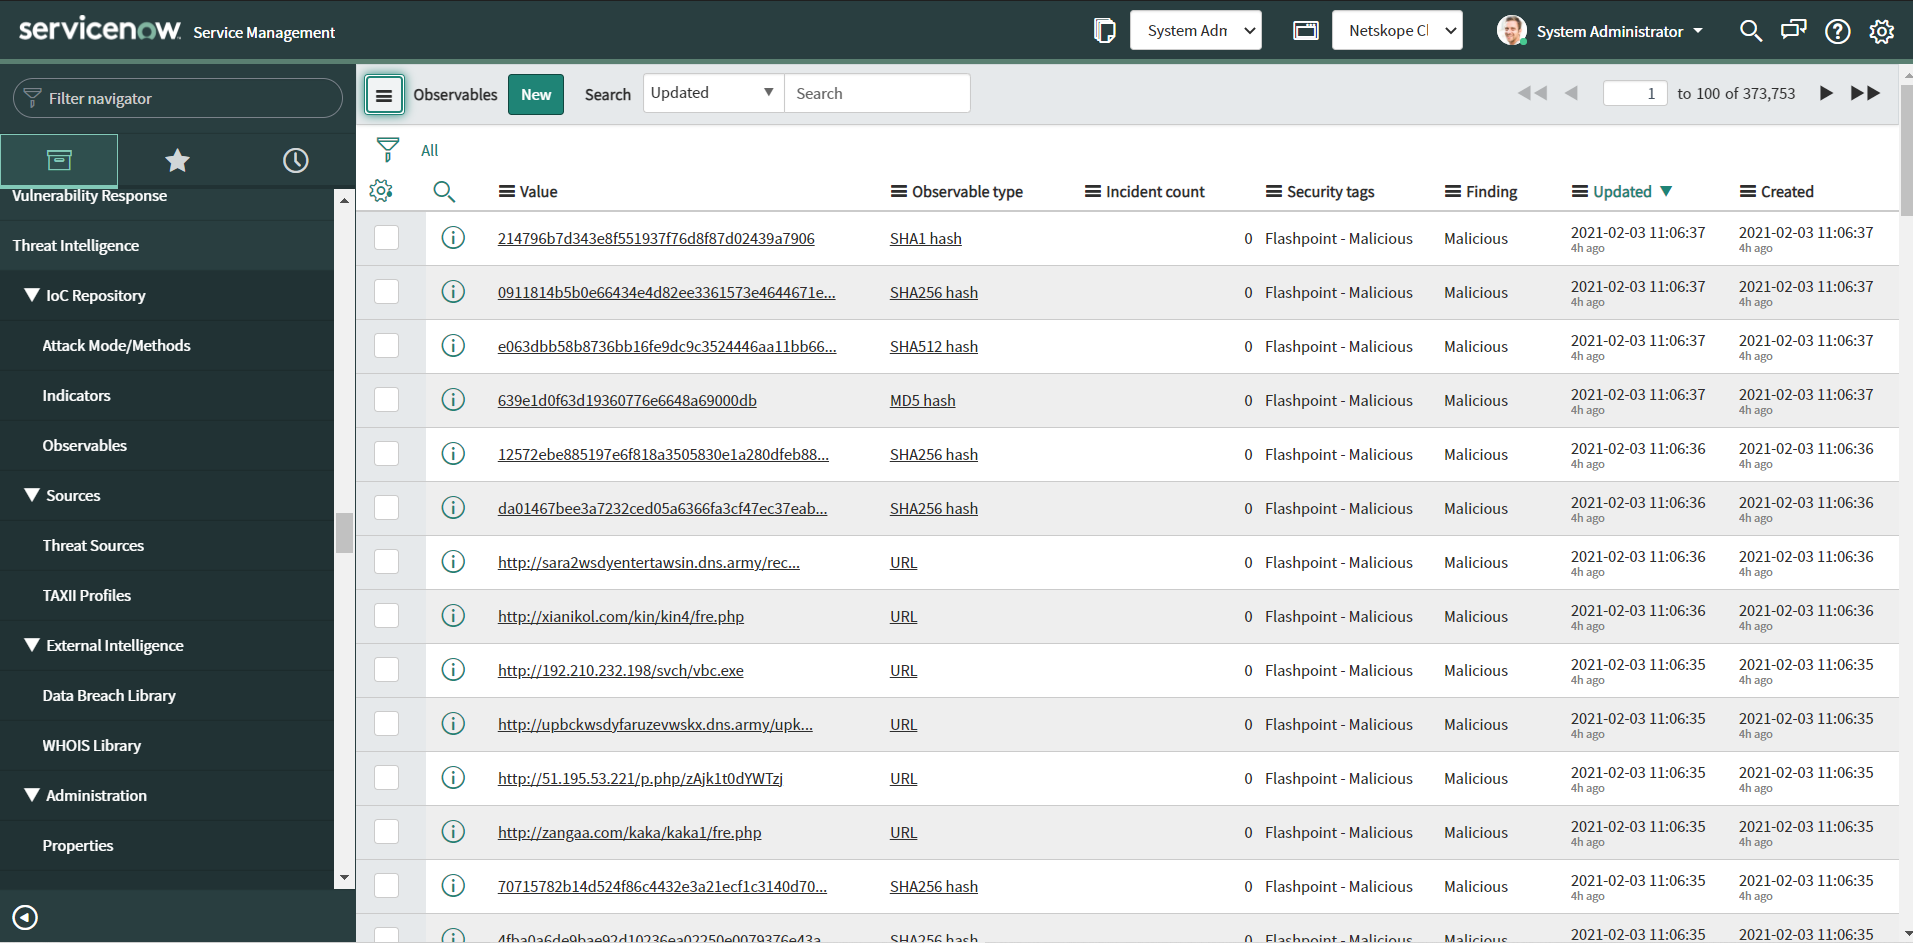 servicenow. Service Management
System Adn
Netskope Cl
System Administrator
Filter navigator
Vulnerability Response
Threat Intelligence
IoC Repository
Attack Mode/Methods
Indicators
Observables
Sources
Threat Sources
TAXII Profiles
External Intelligence
Data Breach Library
WHOIS Library
Administration
Properties
Observables New Search Updated Search 1 to 100 of 373,753
All
Value Observable type Incident count Security tags Finding Updated Created
214796b7d343e8f551937f76d8f87d02439a7906 SHA1 hash 0 Flashpoint - Malicious Malicious 2021-02-03 11:06:37 2021-02-03 11:06:37
4h ago 4h ago
0911814b5b0e66434e4d82ee3361573e4644671e... SHA256 hash 0 Flashpoint - Malicious Malicious 2021-02-03 11:06:37 2021-02-03 11:06:37
4h ago 4h ago
e063dbb58b8736bb16fe9dc9c3524446aa11bb66... SHA512 hash 0 Flashpoint - Malicious Malicious 2021-02-03 11:06:37 2021-02-03 11:06:37
4h ago 4h ago
639e1d0f63d19360776e6648a69000db MD5 hash 0 Flashpoint - Malicious Malicious 2021-02-03 11:06:37 2021-02-03 11:06:37
4h ago 4h ago
12572ebe885197e6f818a3505830e1a280dfeb88... SHA256 hash 0 Flashpoint - Malicious Malicious 2021-02-03 11:06:36 2021-02-03 11:06:36
4h ago 4h ago
da01467bee3a7232ced05a6366fa3cf47ec37eab... SHA256 hash 0 Flashpoint - Malicious Malicious 2021-02-03 11:06:36 2021-02-03 11:06:36
4h ago 4h ago
http://sara2wsdyentertawsin.dns.army/rec... URL 0 Flashpoint - Malicious Malicious 2021-02-03 11:06:36 2021-02-03 11:06:36
4h ago 4h ago
http://xianikol.com/kin/kin4/fre.php URL 0 Flashpoint - Malicious Malicious 2021-02-03 11:06:36 2021-02-03 11:06:36
4h ago 4h ago
http://192.210.232.198/svch/vbc.exe URL 0 Flashpoint - Malicious Malicious 2021-02-03 11:06:35 2021-02-03 11:06:35
4h ago 4h ago
http://upbckwsdyfaruzevwskx.dns.army/upk... URL 0 Flashpoint - Malicious Malicious 2021-02-03 11:06:35 2021-02-03 11:06:35
4h ago 4h ago
http://51.195.53.221/p.php/zAjk1t0dYWTzj URL 0 Flashpoint - Malicious Malicious 2021-02-03 11:06:35 2021-02-03 11:06:35
4h ago 4h ago
http://zangaa.com/kaka/kaka1/fre.php URL 0 Flashpoint - Malicious Malicious 2021-02-03 11:06:35 2021-02-03 11:06:35
4h ago 4h ago
70715782b14d524f86c4432e3a21ecf1c3140d70... SHA256 hash 0 Flashpoint - Malicious Malicious 2021-02-03 11:06:35 2021-02-03 11:06:35
4h ago 4h ago
SHA256 hash 0 Flashpoint - Malicious Malicious 2021-02-03 11:06:35 2021-02-03 11:06:35